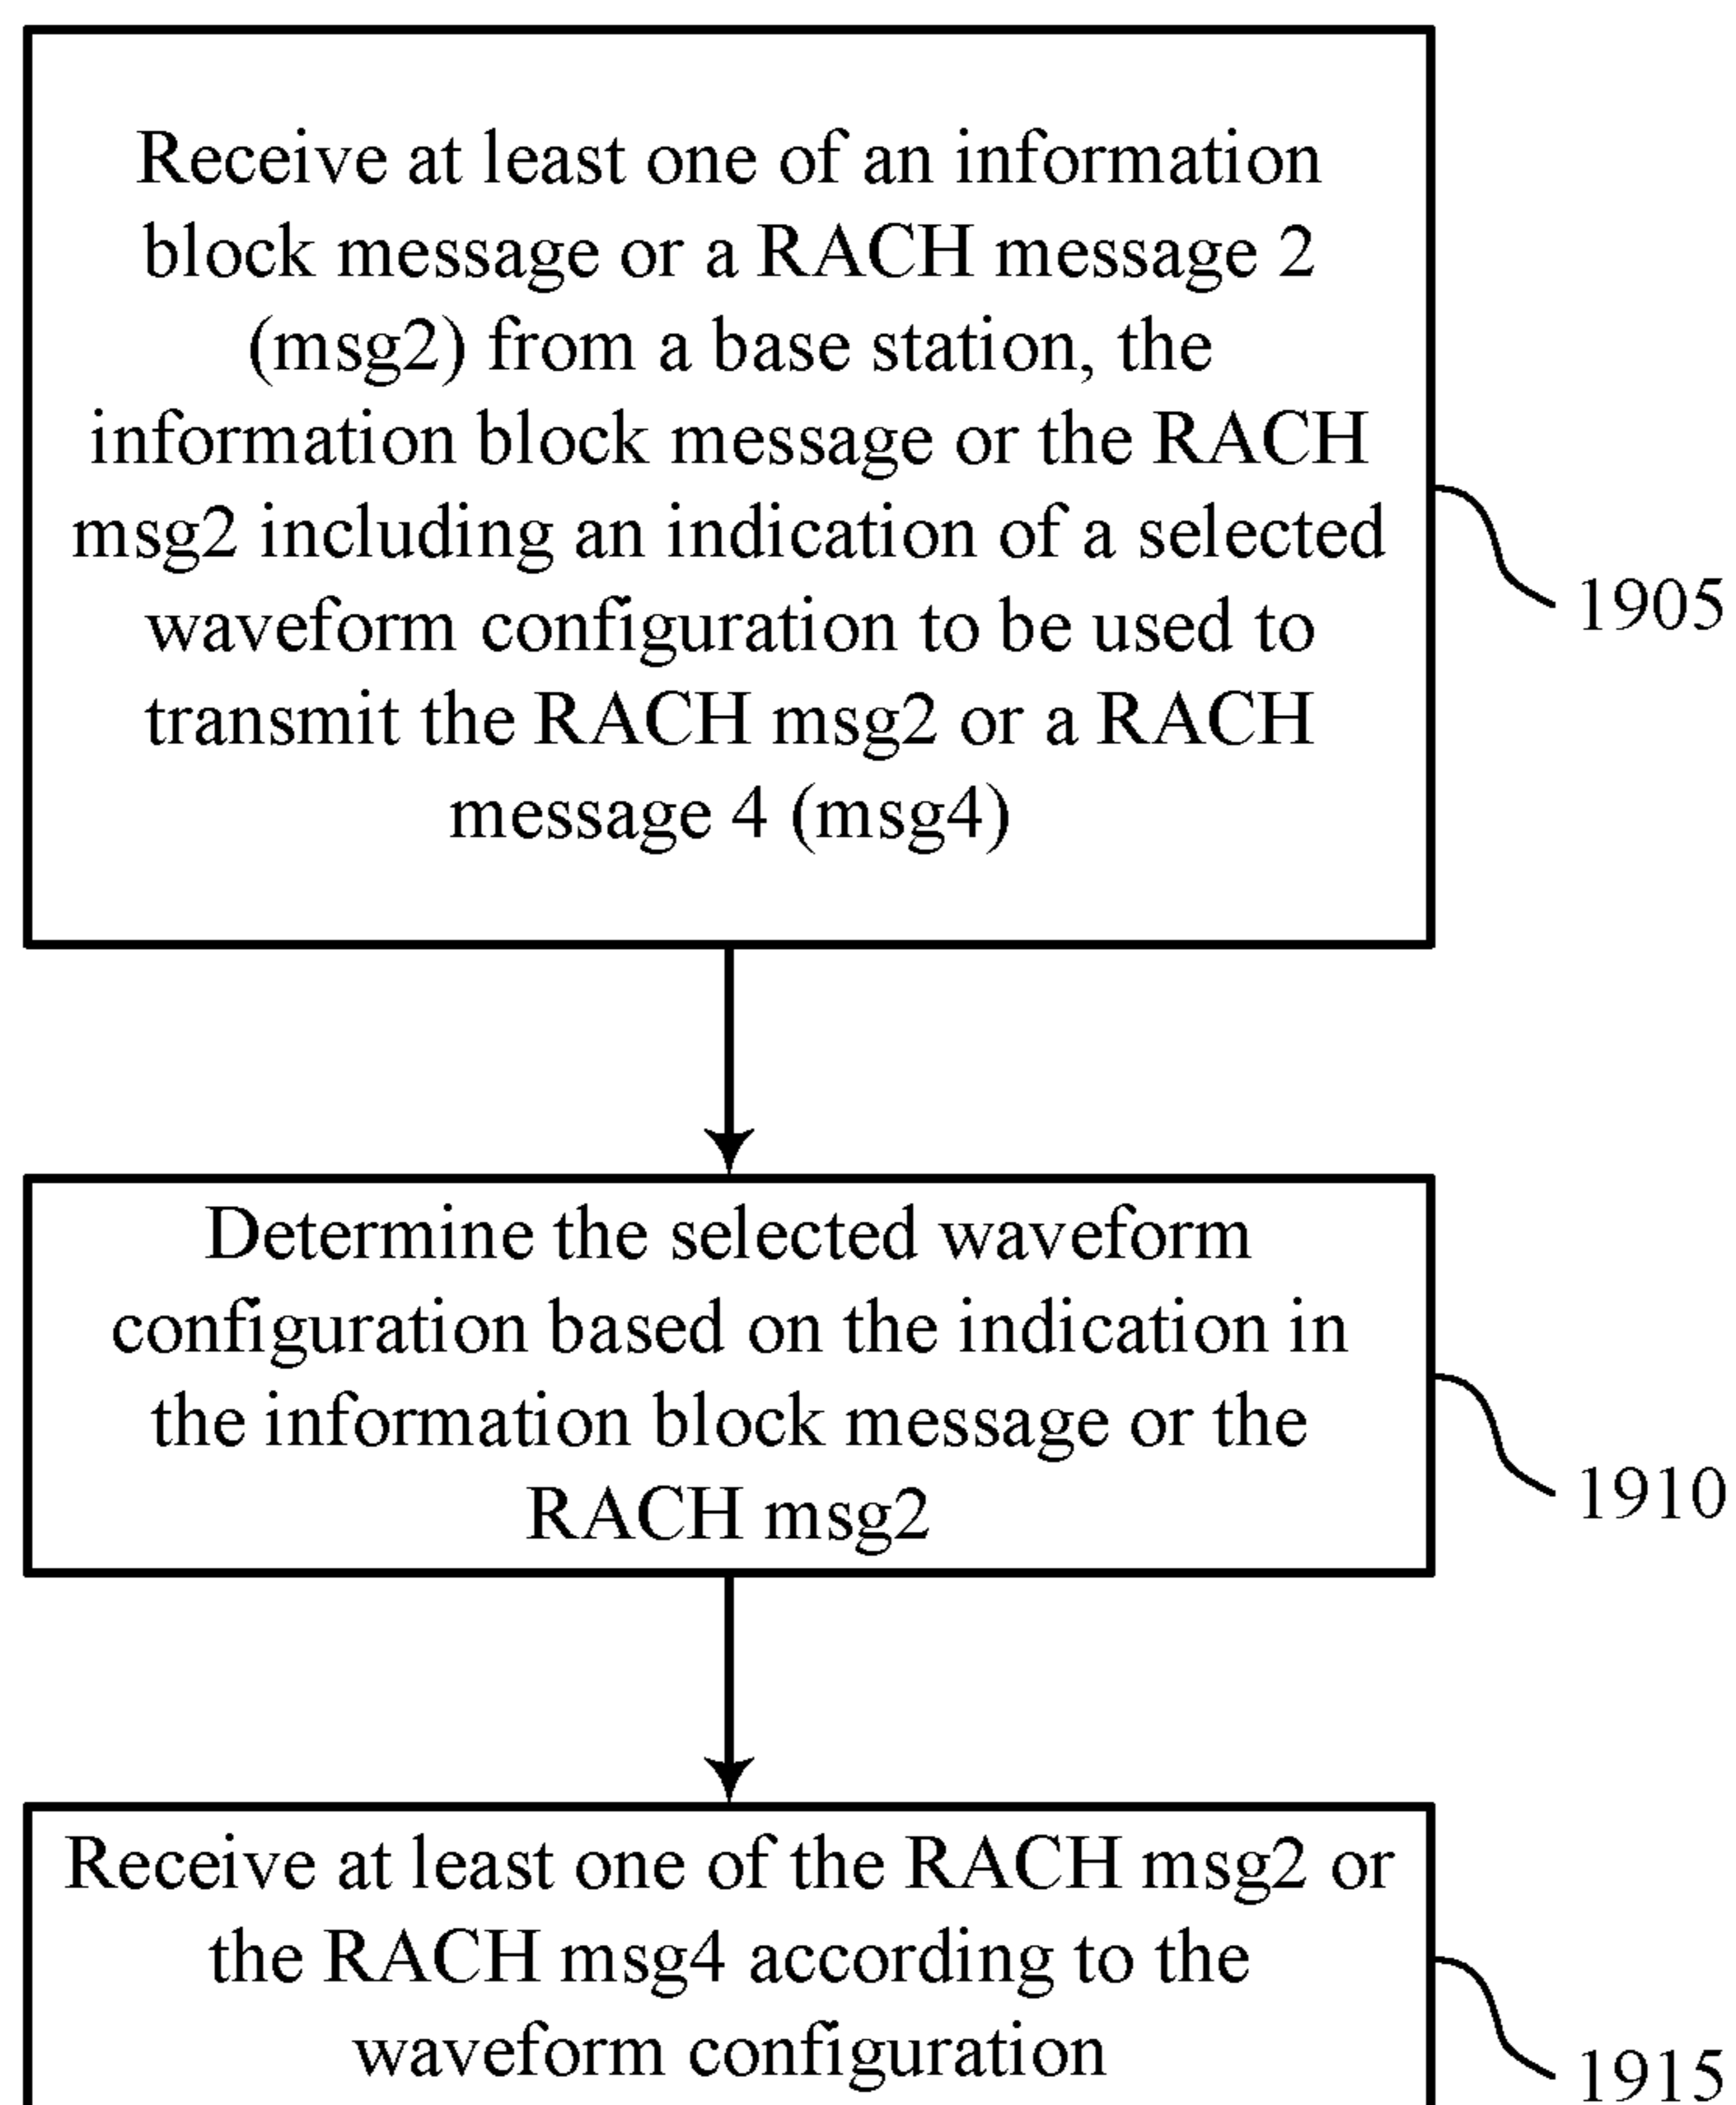 Receive at least one of an information
block message or a RACH message 2
(msg2) from a base station, the
information block message or the RACH
msg2 including an indication of a selected
waveform configuration to be used to
transmit the RACH msg2 or a RACH
message 4 (msg4)
1905
Determine the selected waveform
configuration based on the indication in
the information block message or the
RACH msg2
1910
Receive at least one of the RACH msg2 or
the RACH msg4 according to the
waveform configuration
1915